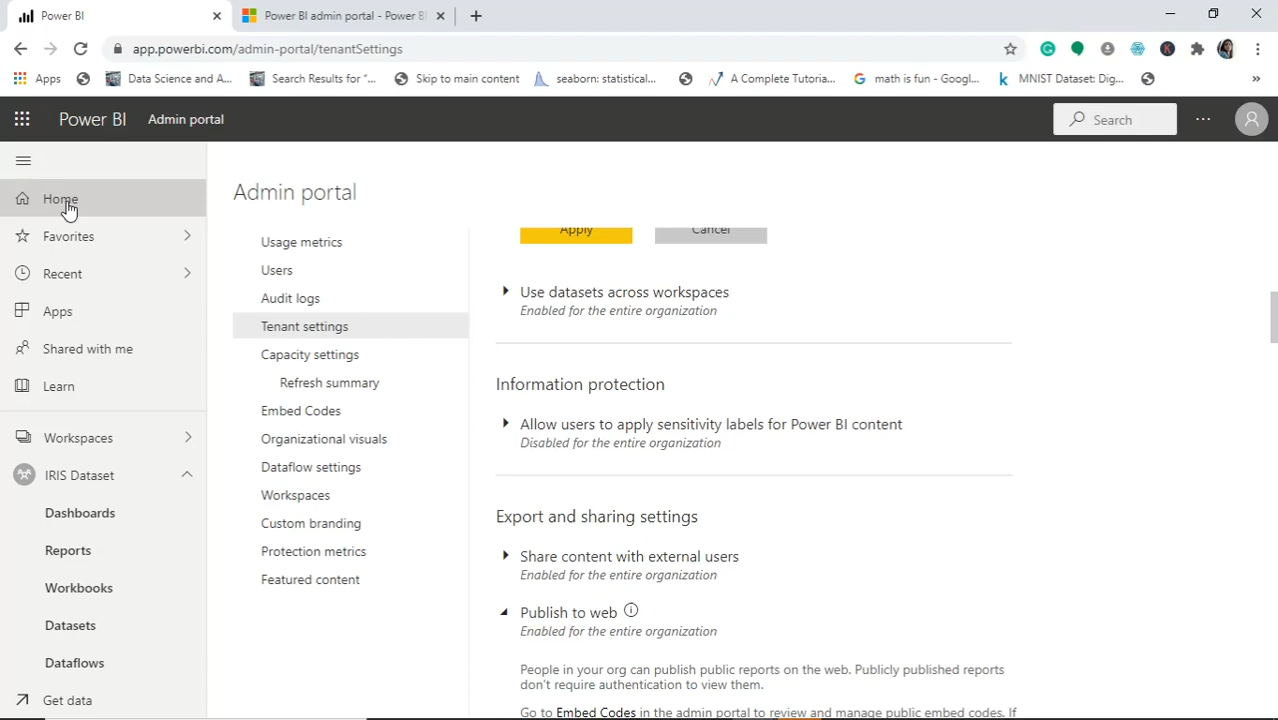 Power BI
Power BI admin portal - Power BI
app.powerbi.com/admin-portal/tenantSettings
Apps
Data Science and A...
Search Results for "...
Skip to main content
seaborn: statistical...
A Complete Tutoria...
math is fun - Googl...
MNIST Dataset: Dig...
»
Power BI
Admin portal
Search
Home
Favorites
Recent
Apps
Shared with me
Learn
Workspaces
IRIS Dataset
Dashboards
Reports
Workbooks
Datasets
Dataflows
Get data
Admin portal
Usage metrics
Users
Audit logs
Tenant settings
Capacity settings
Refresh summary
Embed Codes
Organizational visuals
Dataflow settings
Workspaces
Custom branding
Protection metrics
Featured content
Apply
Cancel
Use datasets across workspaces
Enabled for the entire organization
Information protection
Allow users to apply sensitivity labels for Power BI content
Disabled for the entire organization
Export and sharing settings
Share content with external users
Enabled for the entire organization
Publish to web
Enabled for the entire organization
People in your org can publish public reports on the web. Publicly published reports
don't require authentication to view them.
Go to Embed Codes in the admin portal to review and manage public embed codes. If